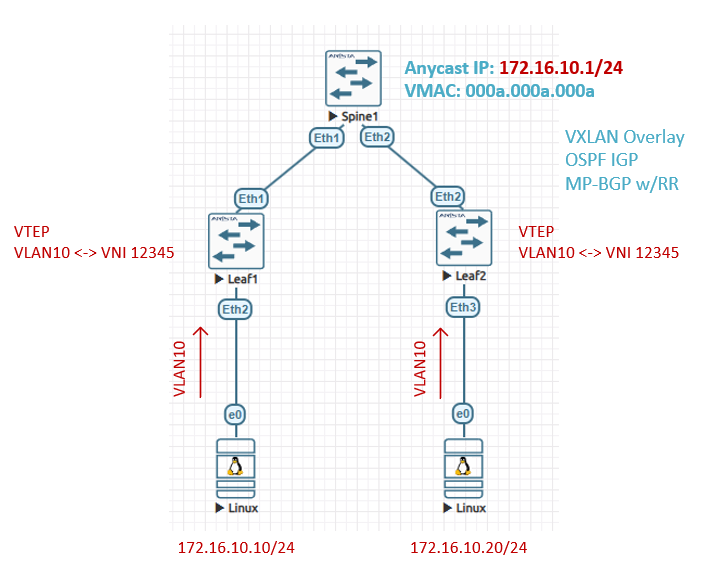 ARISTA
Anycast IP: 172.16.10.1/24
VMAC: 000a.000a.000a
Spine1
Eth1
Eth2
VXLAN Overlay
OSPF IGP
MP-BGP w/RR
Eth1
Eth2
ARISTA
ARISTA
VTEP
VLAN10 <-> VNI 12345
VTEP
VLAN10 <-> VNI 12345
Leaf1
Leaf2
Eth2
Eth3
VLAN10
VLAN10
e0
e0
Linux
Linux
172.16.10.10/24
172.16.10.20/24